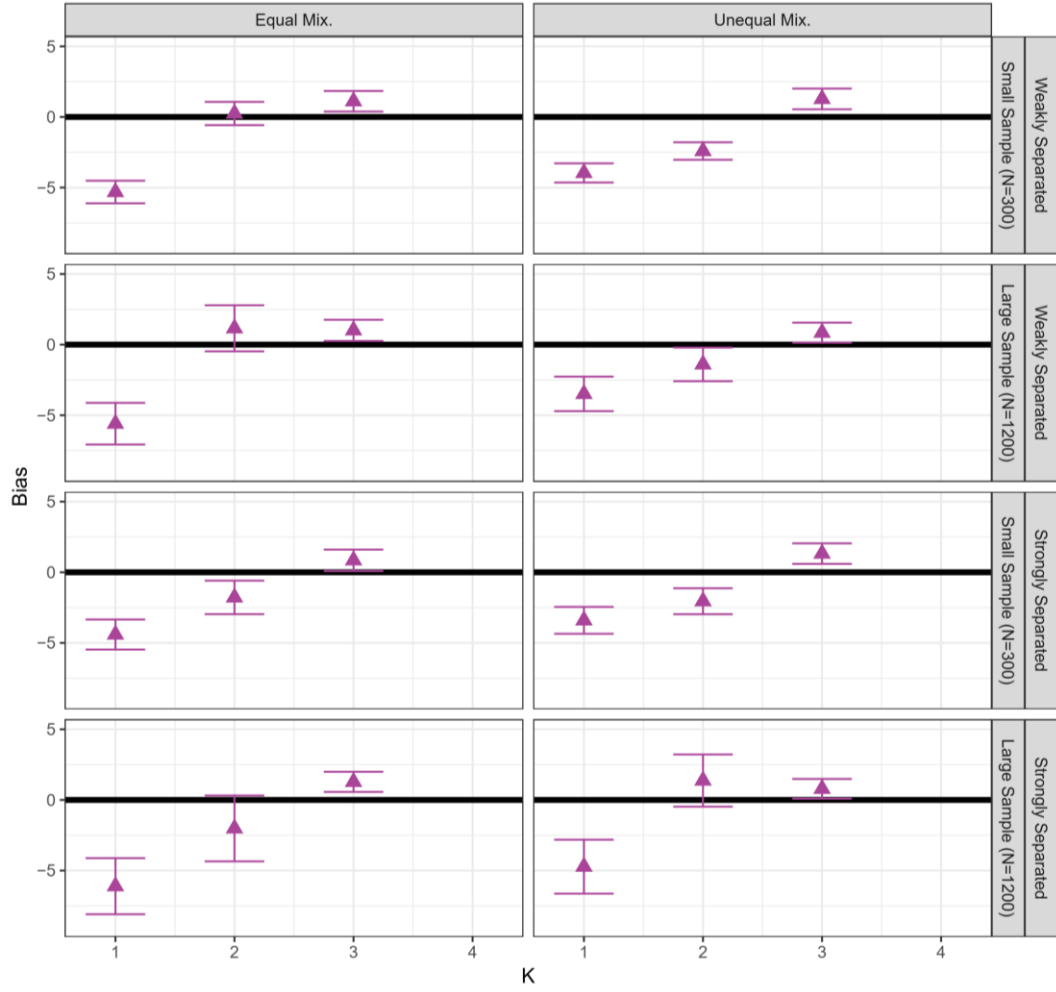 Equal Mix.
Unequal Mix.
5
0
−5
Small Sample (N=300)
Weakly Separated
5
0
−5
Large Sample (N=1200)
Weakly Separated
Bias
5
0
−5
Small Sample (N=300)
Strongly Separated
5
0
−5
Large Sample (N=1200)
Strongly Separated
1 2 3 4
1 2 3 4
K